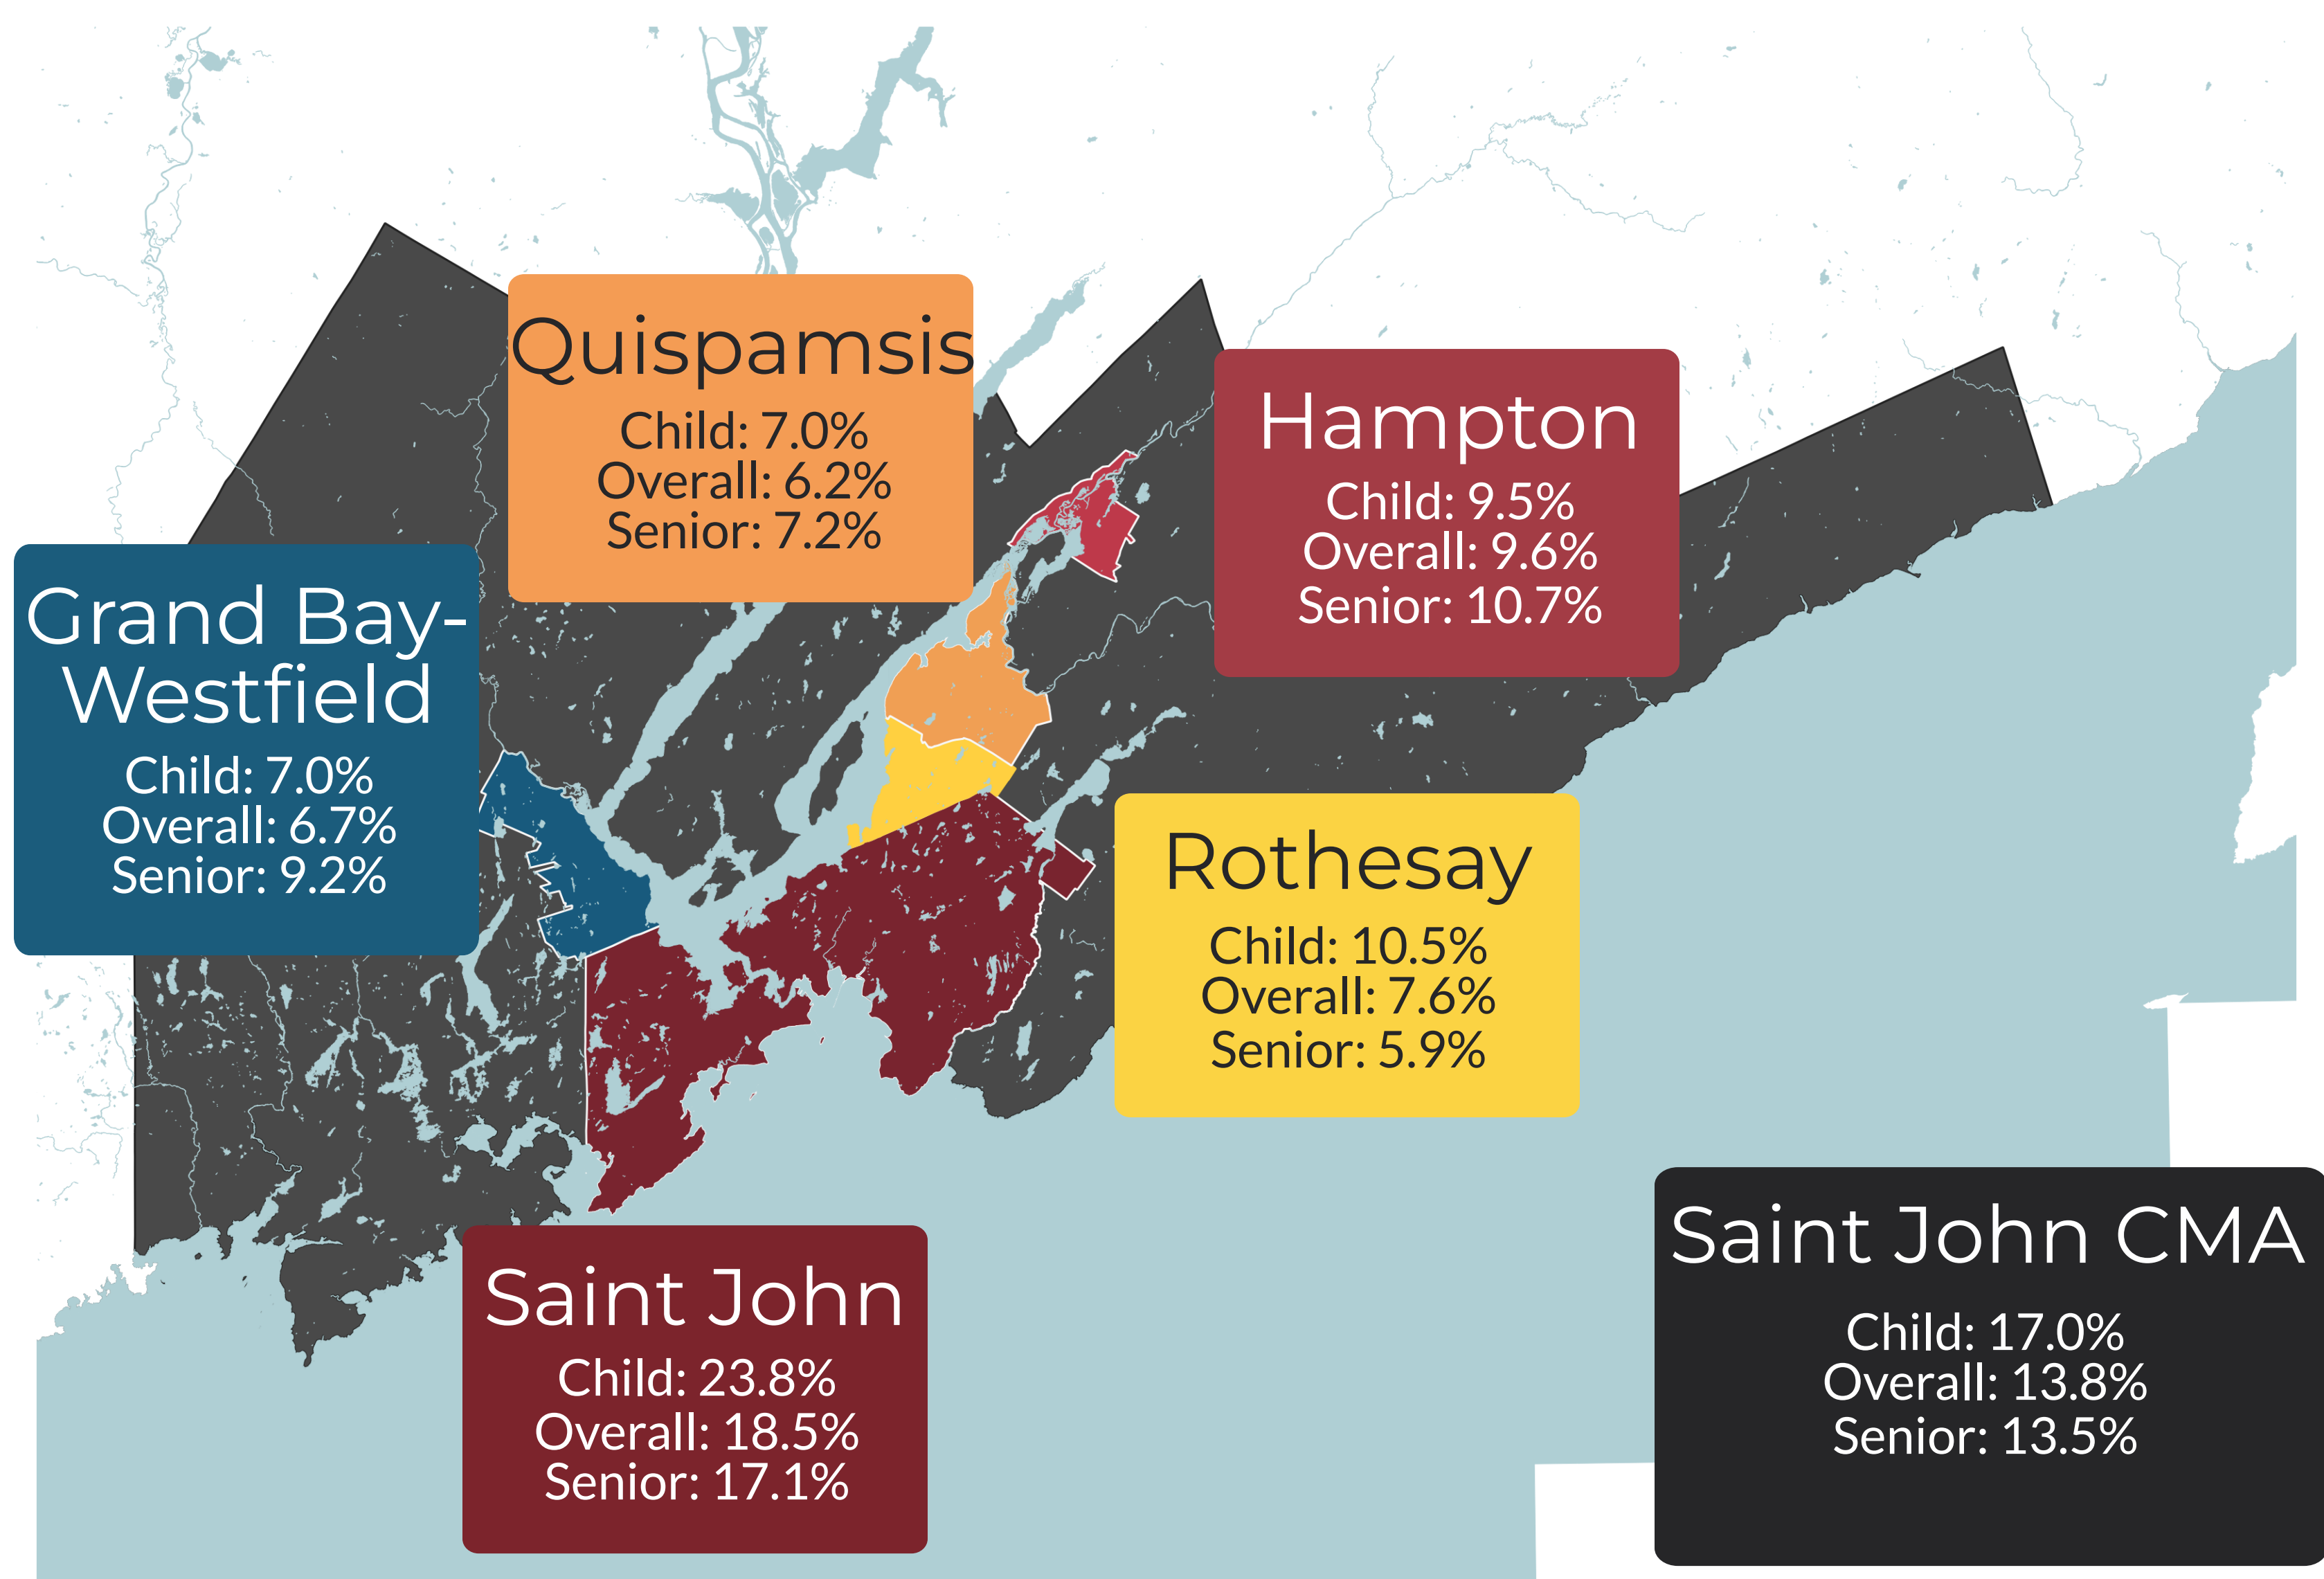 Quispamsis
Child: 7.0%
Overall: 6.2%
Senior: 7.2%
Hampton
Child: 9.5%
Overall: 9.6%
Senior: 10.7%
Grand Bay-
Westfield
Child: 7.0%
Overall: 6.7%
Senior: 9.2%
Rothesay
Child: 10.5%
Overall: 7.6%
Senior: 5.9%
Saint John
Child: 23.8%
Overall: 18.5%
Senior: 17.1%
Saint John CMA
Child: 17.0%
Overall: 13.8%
Senior: 13.5%